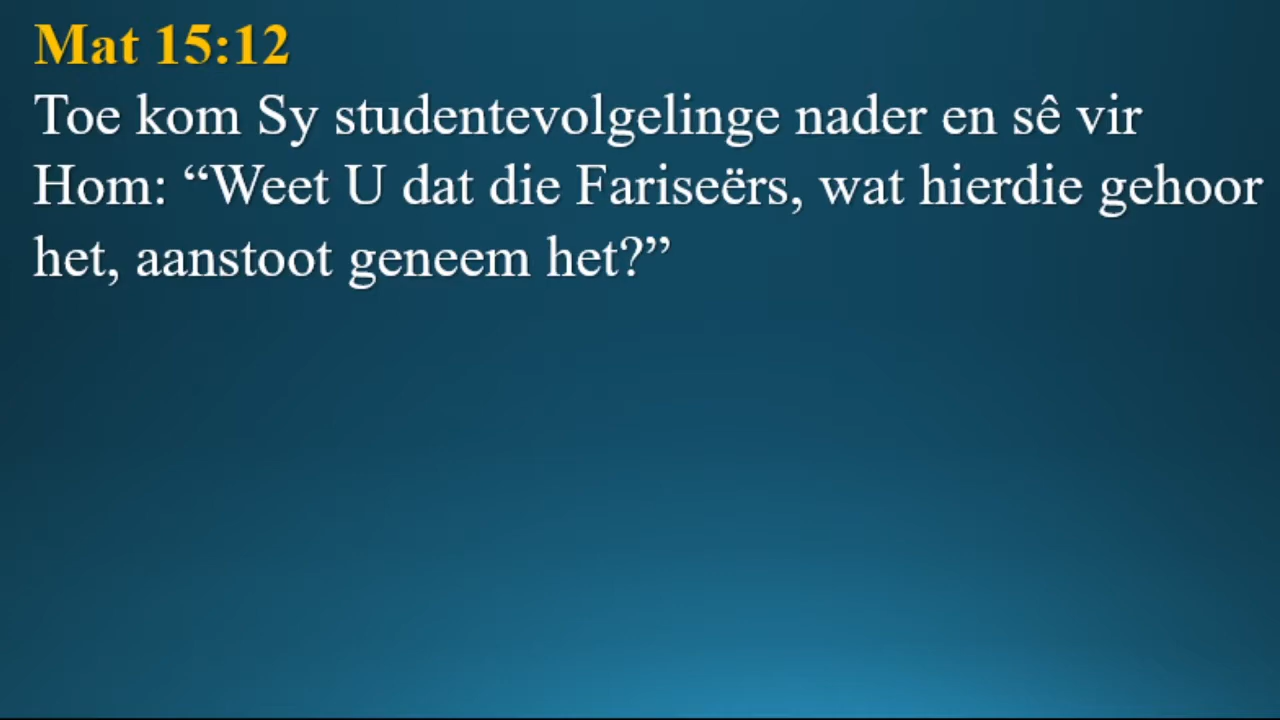 Mat 15:12
Toe kom Sy studentevolgelinge nader en sê vir
Hom: “Weet U dat die Fariseërs, wat hierdie gehoor
het, aanstoot geneem het?”